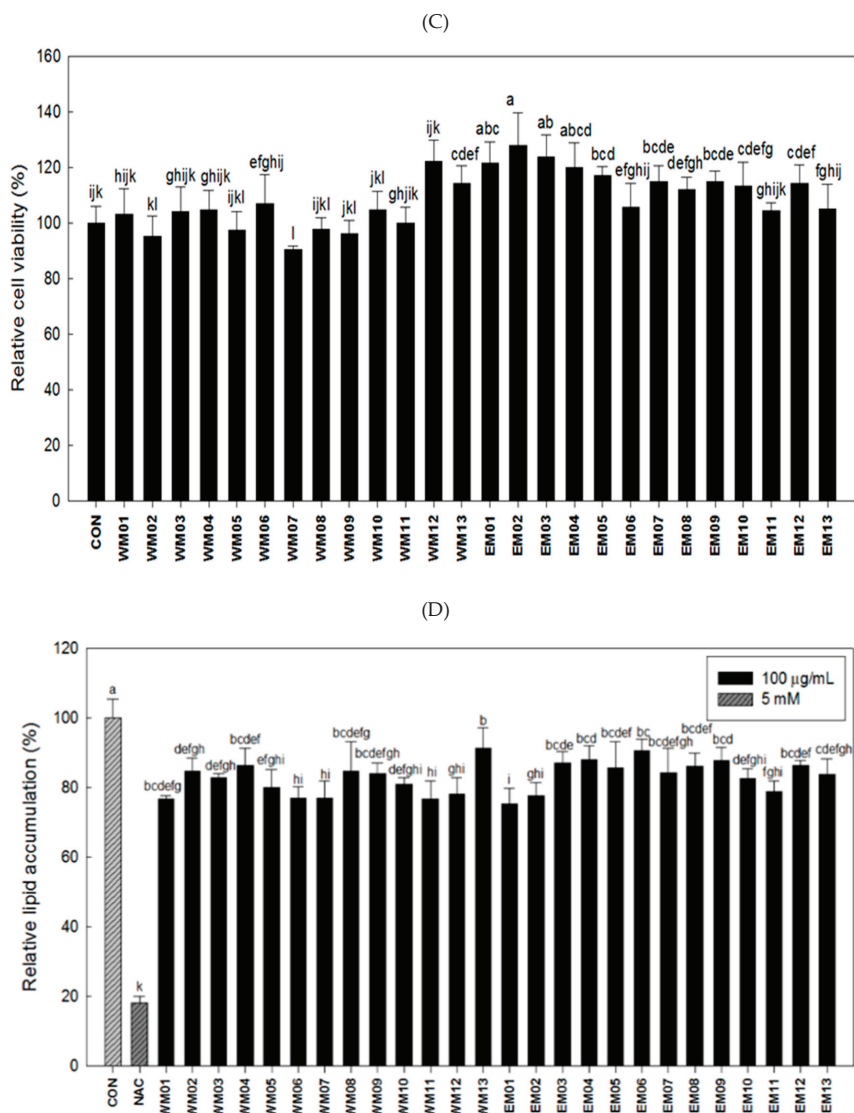 (C)
Relative cell viability (%)
160
140
120
100
80
60
40
20
0
ijk
hijk
kl
ghijk
ghijk
ijkl
efghij
l
ijkl
jkl
jkl
ghjik
ijk
cdef
abc
a
ab
abcd
bcd
efghij
bcde
defgh
bcde
cdefg
ghijk
cdef
fghij
CON
WM01
WM02
WM03
WM04
WM05
WM06
WM07
WM08
WM09
WM10
WM11
WM12
WM13
EM01
EM02
EM03
EM04
EM05
EM06
EM07
EM08
EM09
EM10
EM11
EM12
EM13
(D)
Relative lipid accumulation (%)
120
100
80
60
40
20
0
100 µg/mL
5 mM
a
k
bcdefg
defgh
defgh
bcdef
efghi
hi
hi
bcdefg
bcdefgh
defghi
hi
ghi
b
i
ghi
bcde
bcd
bcdef
bc
bcdefgh
bcdef
bcd
defghi
fghi
bcdef
cdefgh
CON
NAC
WM01
WM02
WM03
WM04
WM05
WM06
WM07
WM08
WM09
WM10
WM11
WM12
WM13
EM01
EM02
EM03
EM04
EM05
EM06
EM07
EM08
EM09
EM10
EM11
EM12
EM13